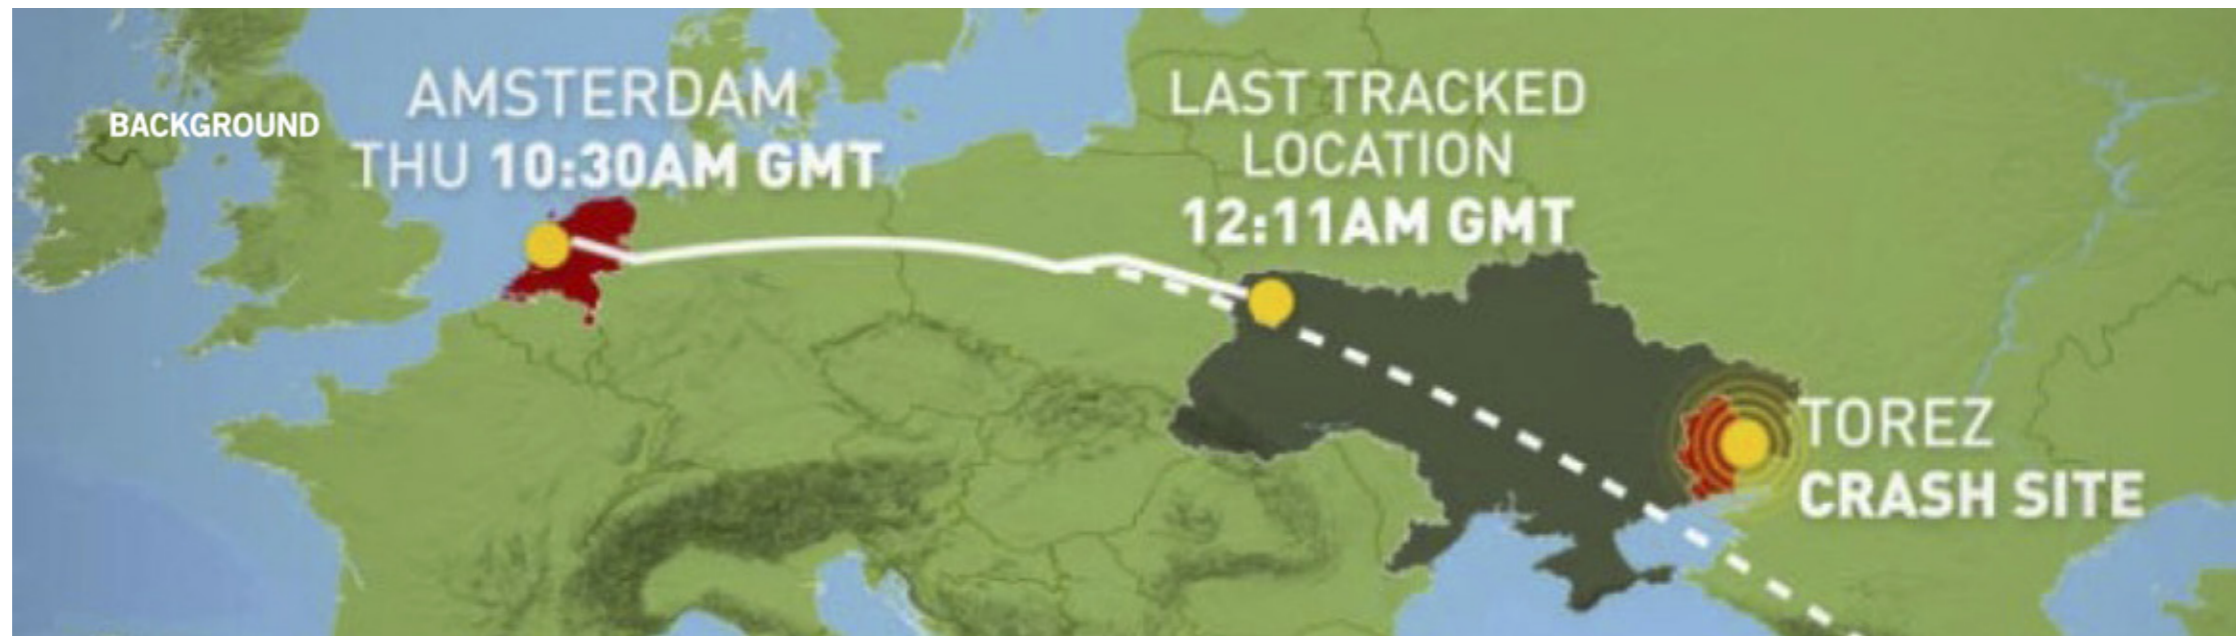 BACKGROUND
AMSTERDAM
THU 10:30AM GMT
LAST TRACKED
LOCATION
12:11AM GMT
TOREZ
CRASH SITE